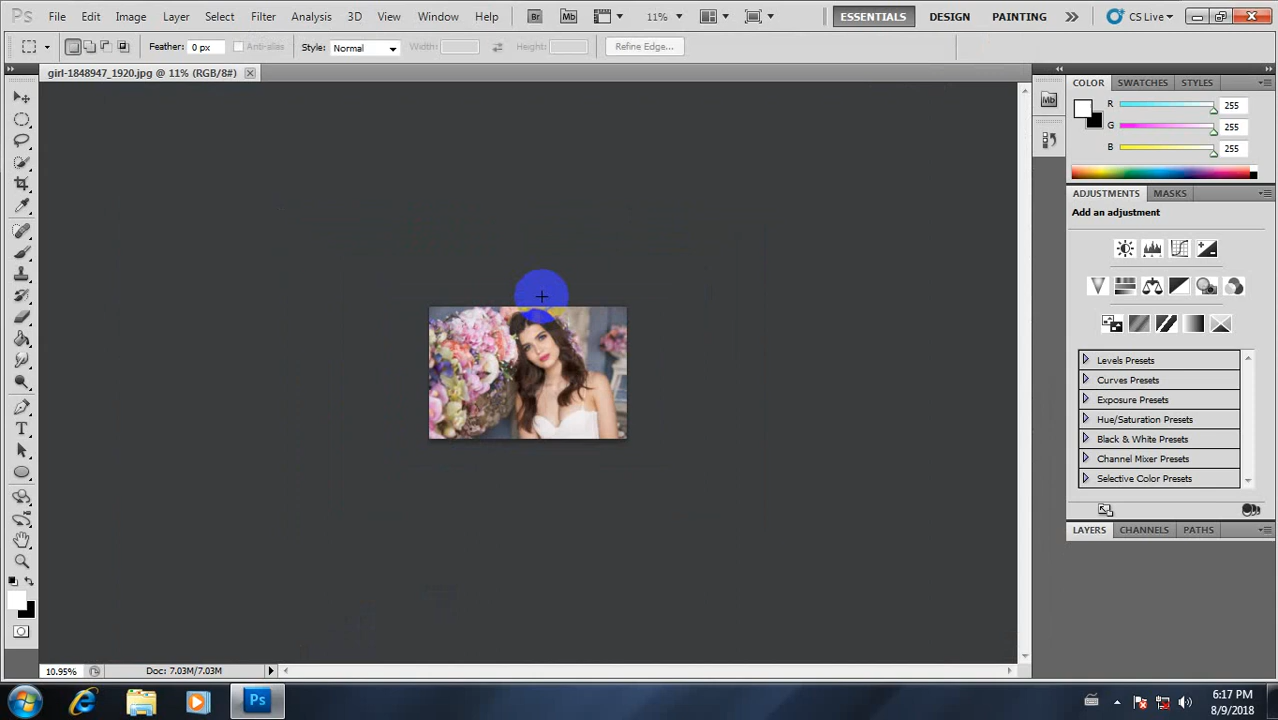 Ps File Edit Image Layer Select Filter Analysis 3D View Window Help Br Mb 11% ESSENTIALS DESIGN PAINTING CS Live
Feather: 0 px Anti-alias Style: Normal Width: Height: Refine Edge...
girl-1848947_1920.jpg @ 11% (RGB/8#)
COLOR SWATCHES STYLES
Mb
R 255
G 255
B 255
ADJUSTMENTS MASKS
Add an adjustment
Levels Presets
Curves Presets
Exposure Presets
Hue/Saturation Presets
Black & White Presets
Channel Mixer Presets
Selective Color Presets
LAYERS CHANNELS PATHS
T
10.95% Doc: 7.03M/7.03M
Ps
6:17 PM
8/9/2018